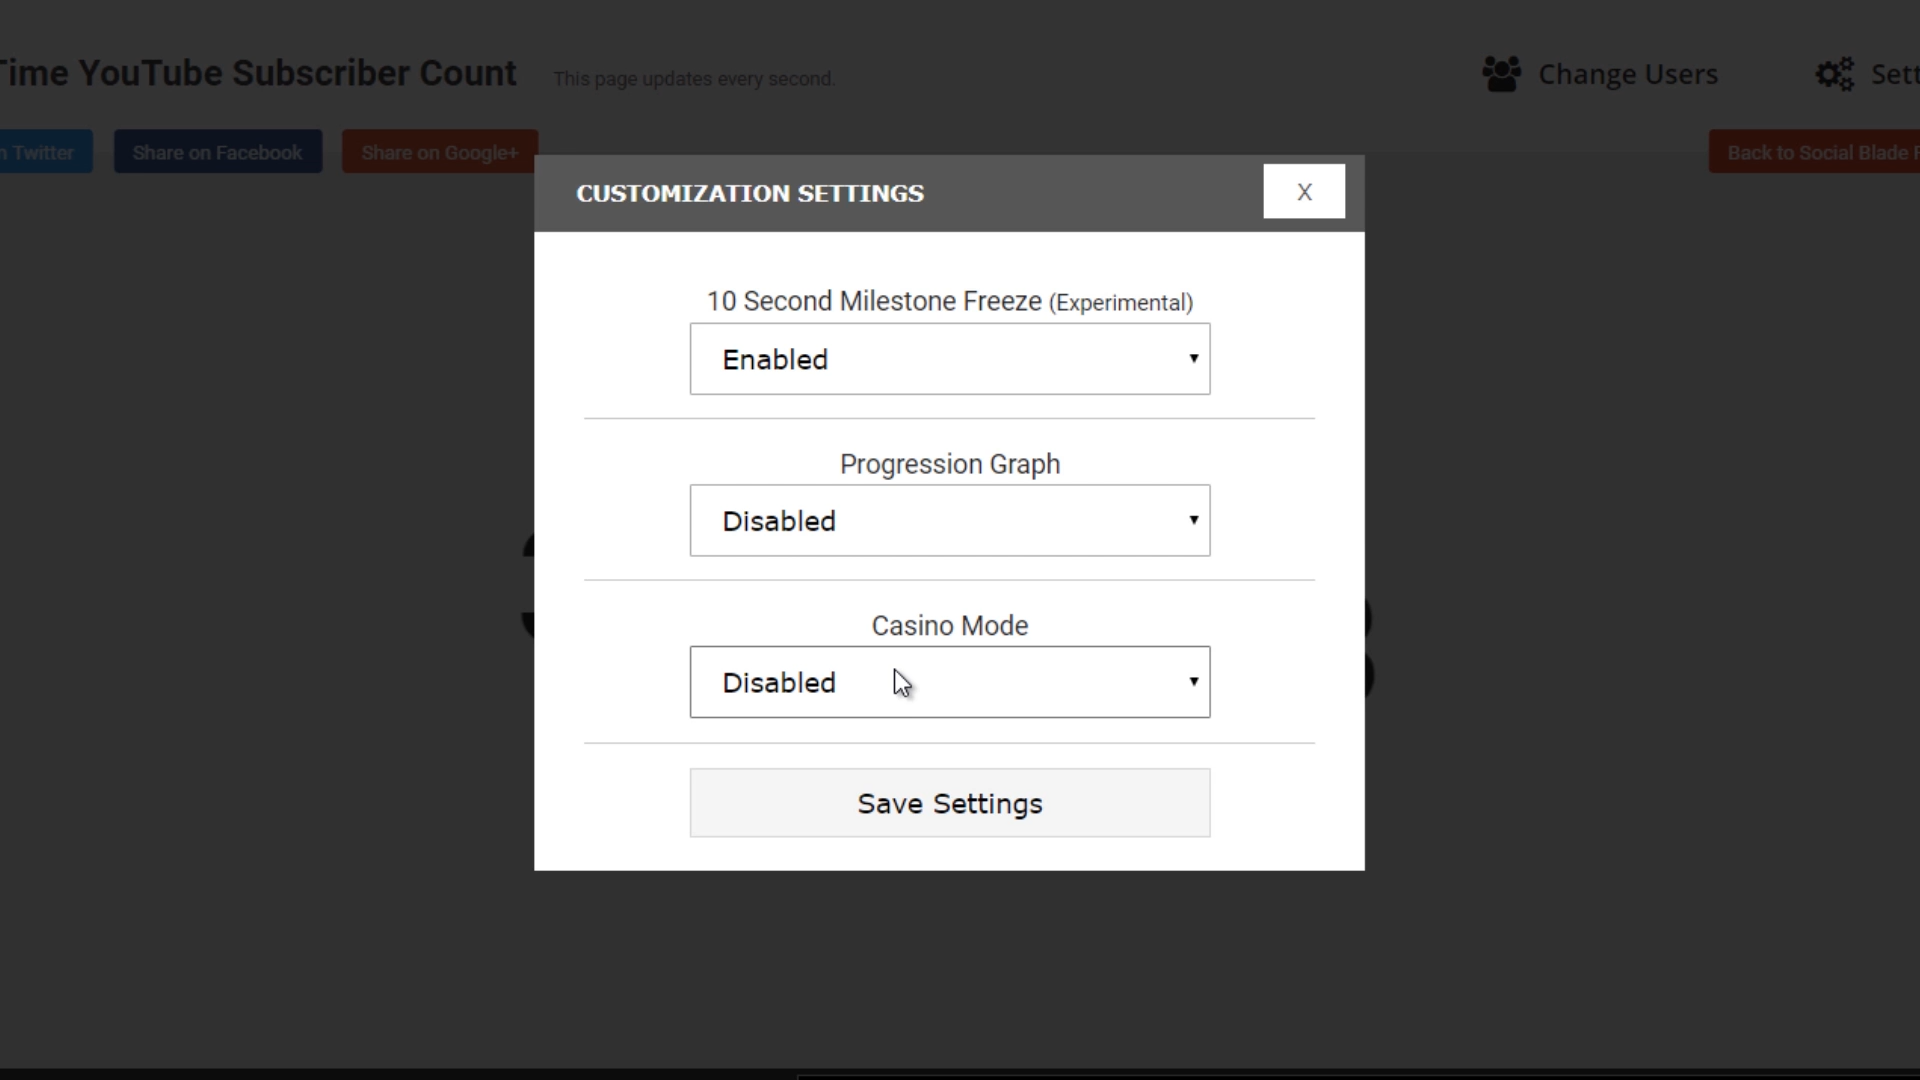 Time YouTube Subscriber Count This page updates every second. Change Users Sett
n Twitter Share on Facebook Share on Google+ Back to Social Blade
CUSTOMIZATION SETTINGS X
10 Second Milestone Freeze (Experimental)
Enabled
Progression Graph
Disabled
Casino Mode
Disabled
Save Settings